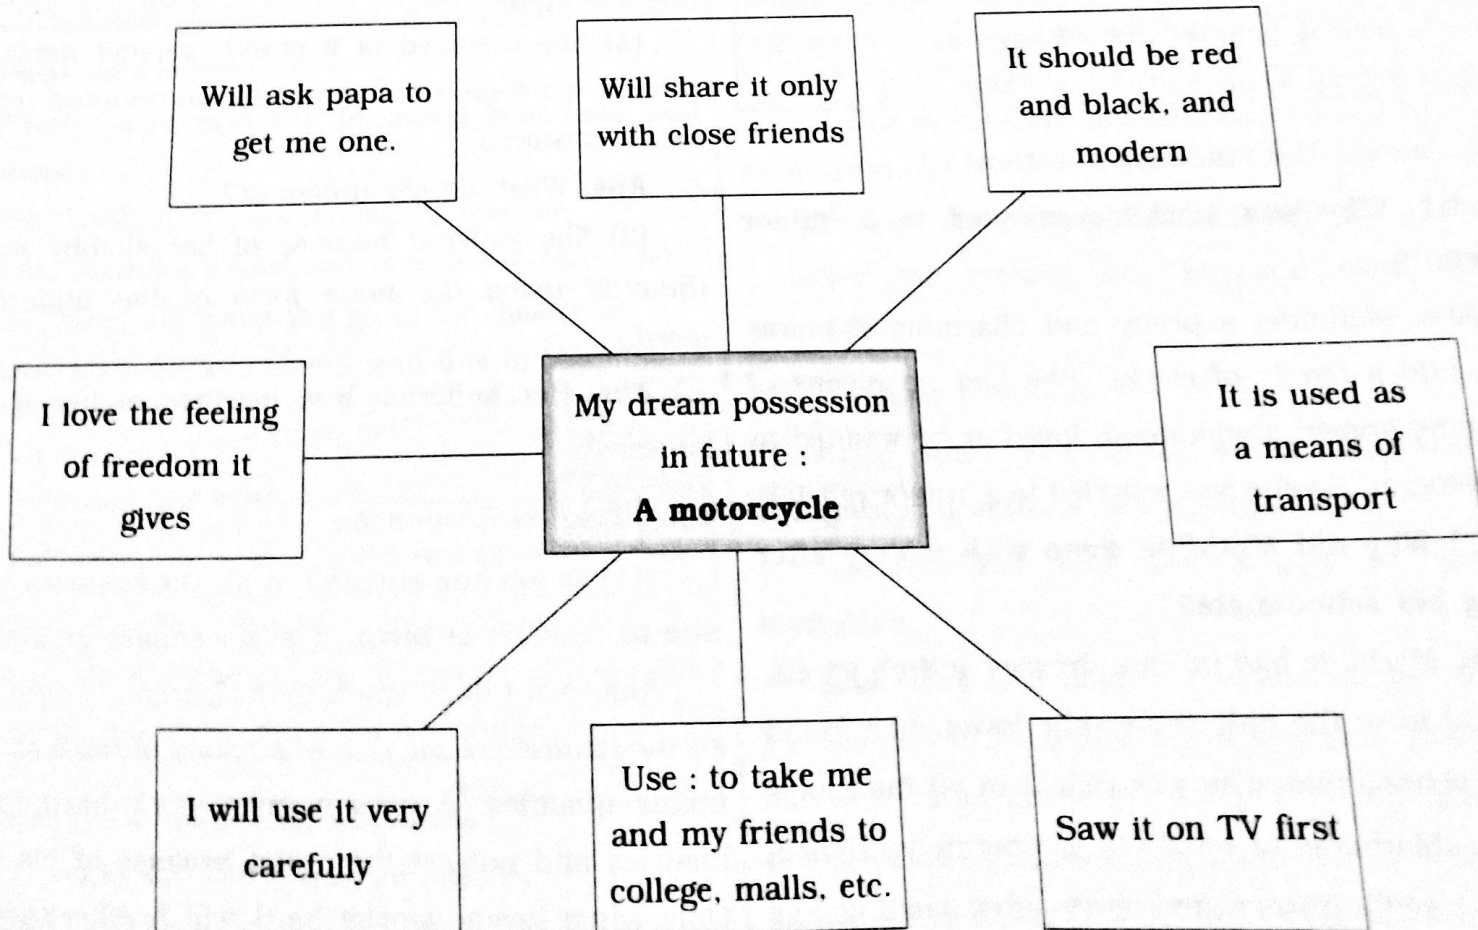 Will ask papa to
get me one.
Will share it only
with close friends
It should be red
and black, and
modern
I love the feeling
of freedom it
gives
My dream possession
in future :
A motorcycle
It is used as
a means of
transport
I will use it very
carefully
Use : to take me
and my friends to
college, malls, etc.
Saw it on TV first